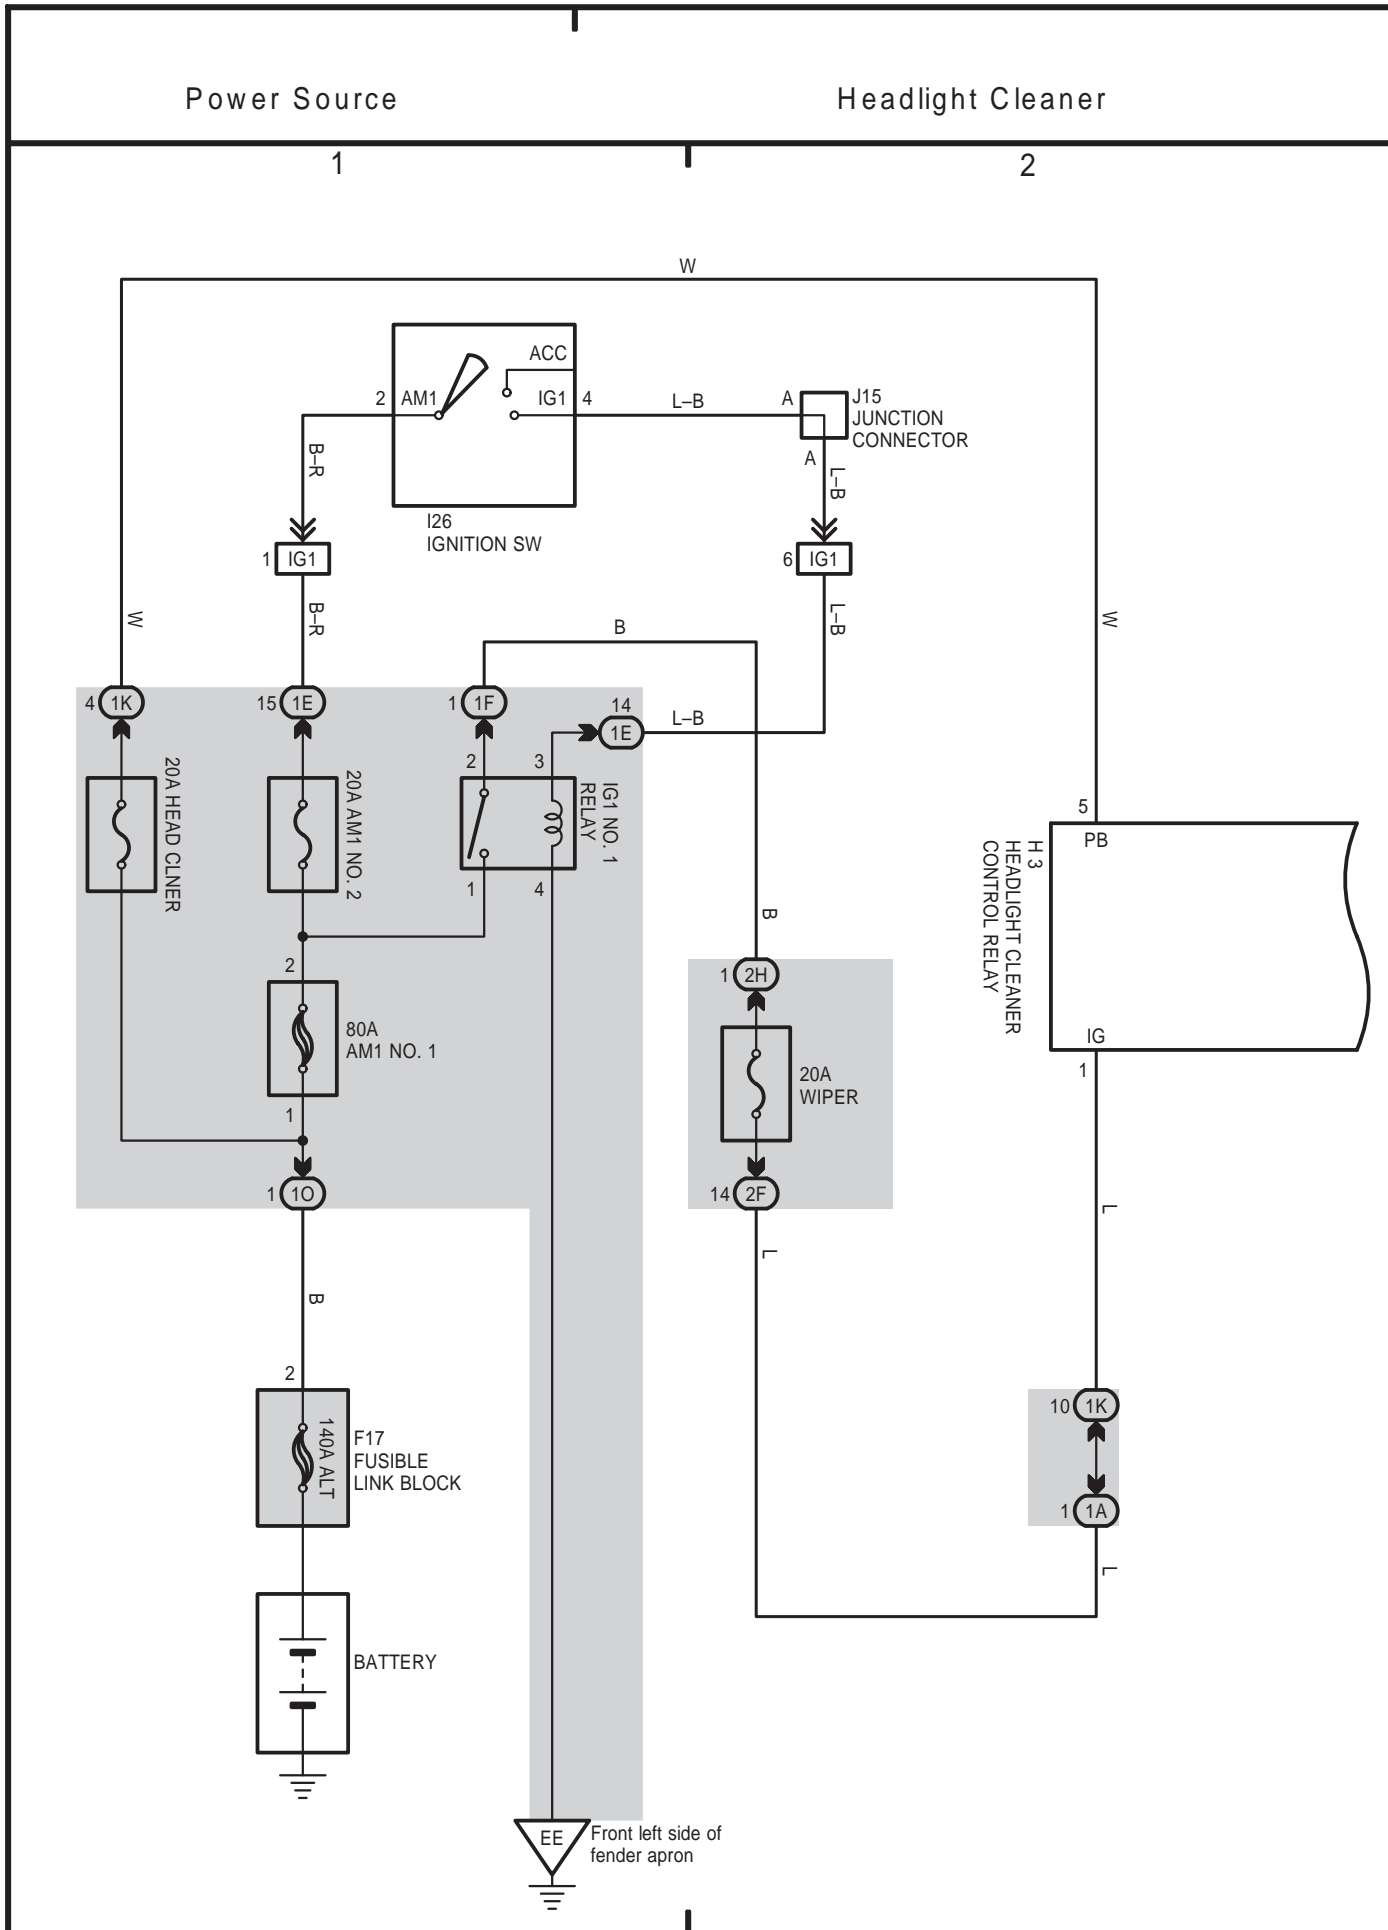 Power Source
Headlight Cleaner
1
2
W
ACC
2
AM1
IG1
4
L–B
A
J15
JUNCTION
CONNECTOR
A
B–R
L–B
I26
IGNITION SW
1
IG1
6
IG1
W
B–R
B
L–B
W
4
1K
15
1E
1
1F
14
1E
L–B
2
3
20A HEAD CLNER
20A AM1 NO. 2
IG1 NO. 1
RELAY
1
4
5
PB
H 3
HEADLIGHT CLEANER
CONTROL RELAY
IG
1
B
2
80A
AM1 NO. 1
1
1
2H
20A
WIPER
1
1O
14
2F
L
L
B
2
140A ALT
F17
FUSIBLE
LINK BLOCK
10
1K
1
1A
L
BATTERY
EE
Front left side of
fender apron